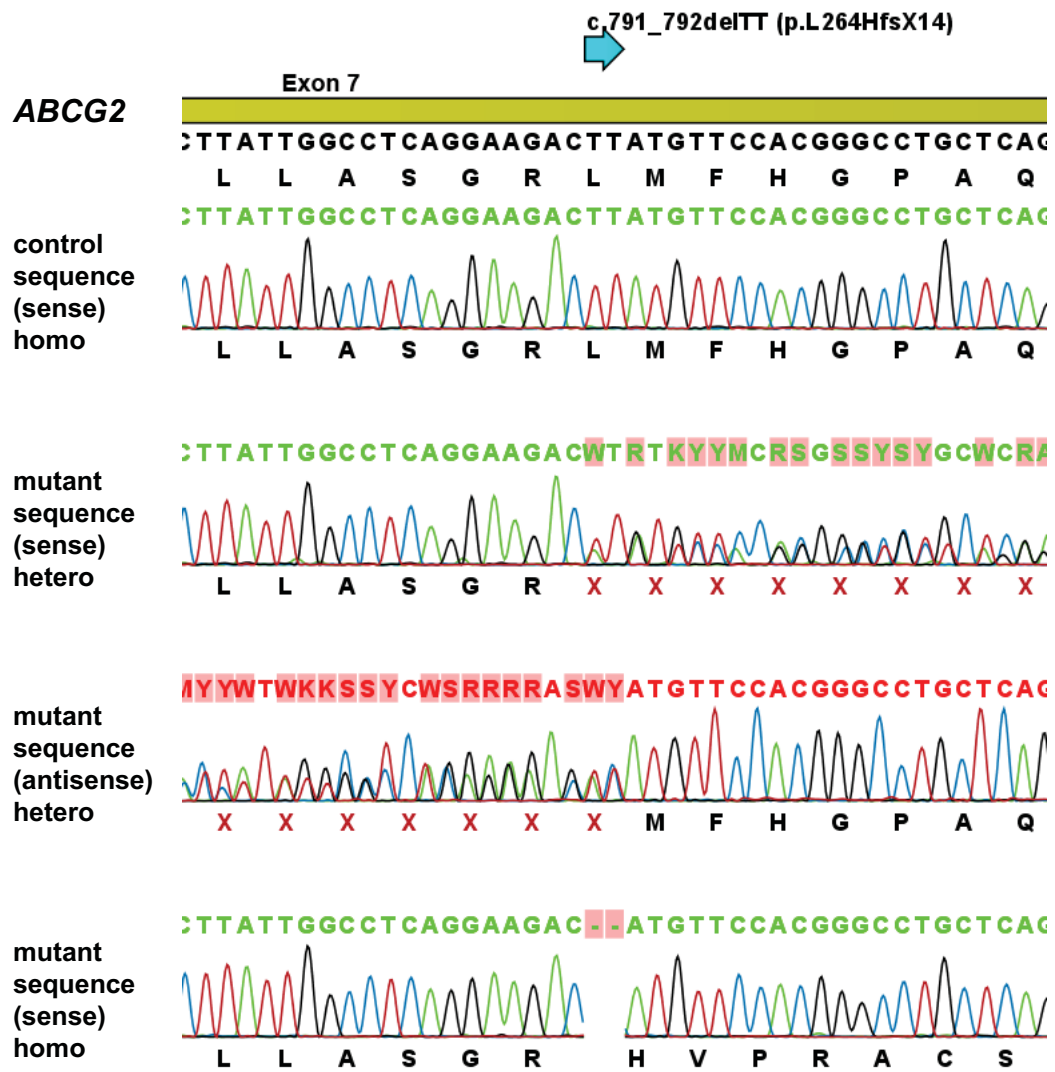 c.791_792delTT (p.L264HfsX14)
Exon 7
ABCG2
CTTATTGGCCTCAGGAAGACTTATGTTCCACGGGCCTGCTCAG
L L A S G R L M F H G P A Q
CTTATTGGCCTCAGGAAGACTTATGTTCCACGGGCCTGCTCAG
control
sequence
(sense)
homo
L L A S G R L M F H G P A Q
CTTATTGGCCTCAGGAAGACWTRTKYYMCRSGSSYSYGCWCRA
mutant
sequence
(sense)
hetero
L L A S G R X X X X X X X X
MYYWTWKKSSYCWSRRRRASWYATGTTCCACGGGCCTGCTCAG
mutant
sequence
(antisense)
hetero
X X X X X X X M F H G P A Q
CTTATTGGCCTCAGGAAGAC--ATGTTCCACGGGCCTGCTCAG
mutant
sequence
(sense)
homo
L L A S G R H V P R A C S